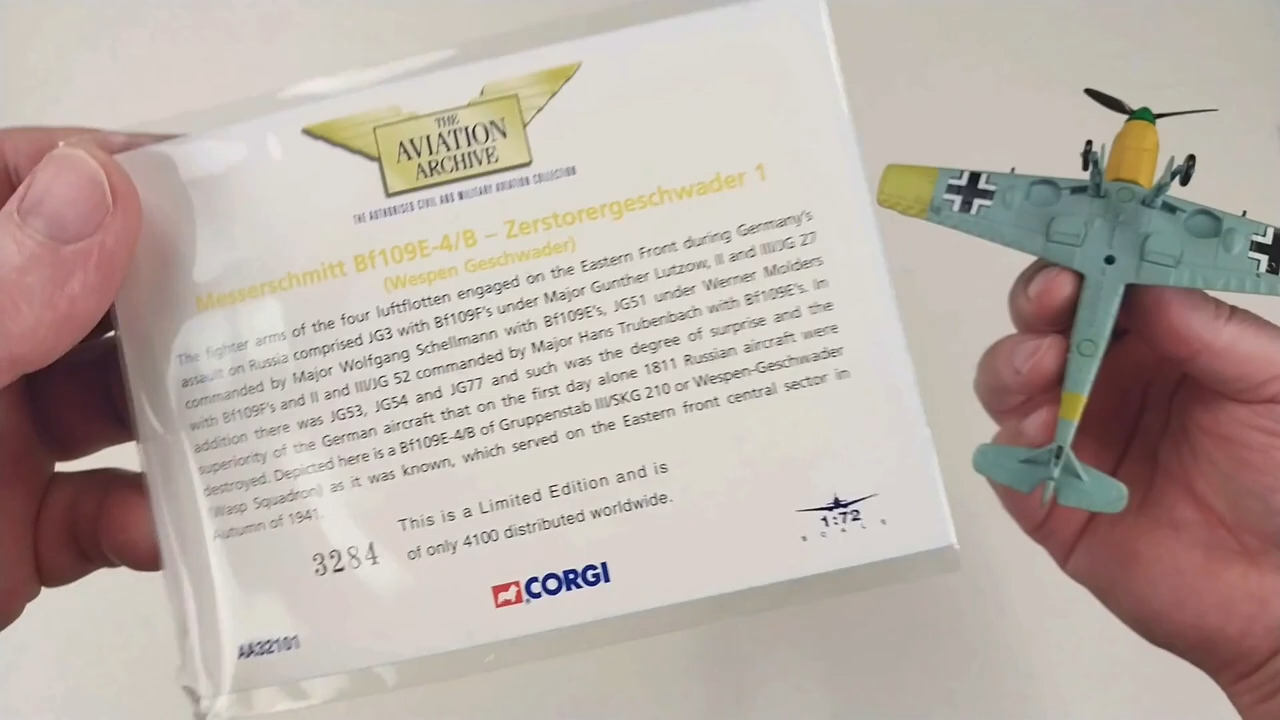 THE
AVIATION
ARCHIVE
THE AUTHORISED CIVIL AND MILITARY AVIATION COLLECTION
Messerschmitt Bf109E-4/B – Zerstorergeschwader 1
(Wespen Geschwader)
The fighter arms of the four luftflotten engaged on the Eastern Front during Germany's
assault on Russia comprised JG3 with Bf109F's under Major Gunther Lutzow, II and III/JG 27
commanded by Major Wolfgang Schellmann with Bf109E's, JG51 under Werner Molders
with Bf109F's and II and III/JG 52 commanded by Major Hans Trubenbach with Bf109E's. In
addition there was JG53, JG54 and JG77 and such was the degree of surprise and the
superiority of the German aircraft that on the first day alone 1811 Russian aircraft were
destroyed. Depicted here is a Bf109E-4/B of Gruppenstab III/SKG 210 or Wespen-Geschwader
(Wasp Squadron) as it was known, which served on the Eastern front central sector in
Autumn of 1941.
This is a Limited Edition and is
3284 of only 4100 distributed worldwide.
1:72
SCALE
CORGI
AA32101